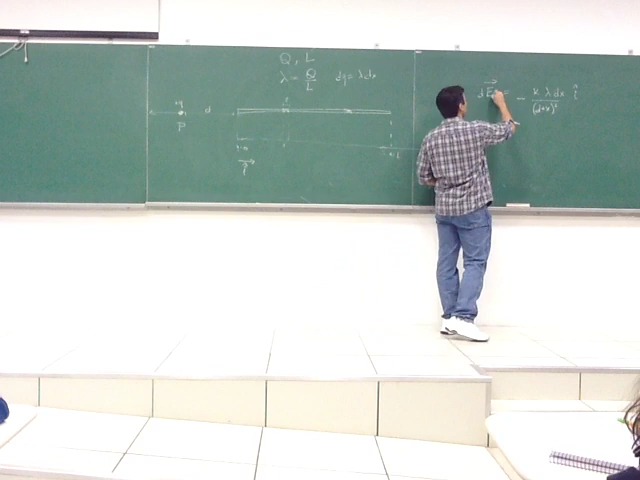 Q, L
λ = Q/L dq = λdx
d
P
dE = - K λ dx / (d+x)² î